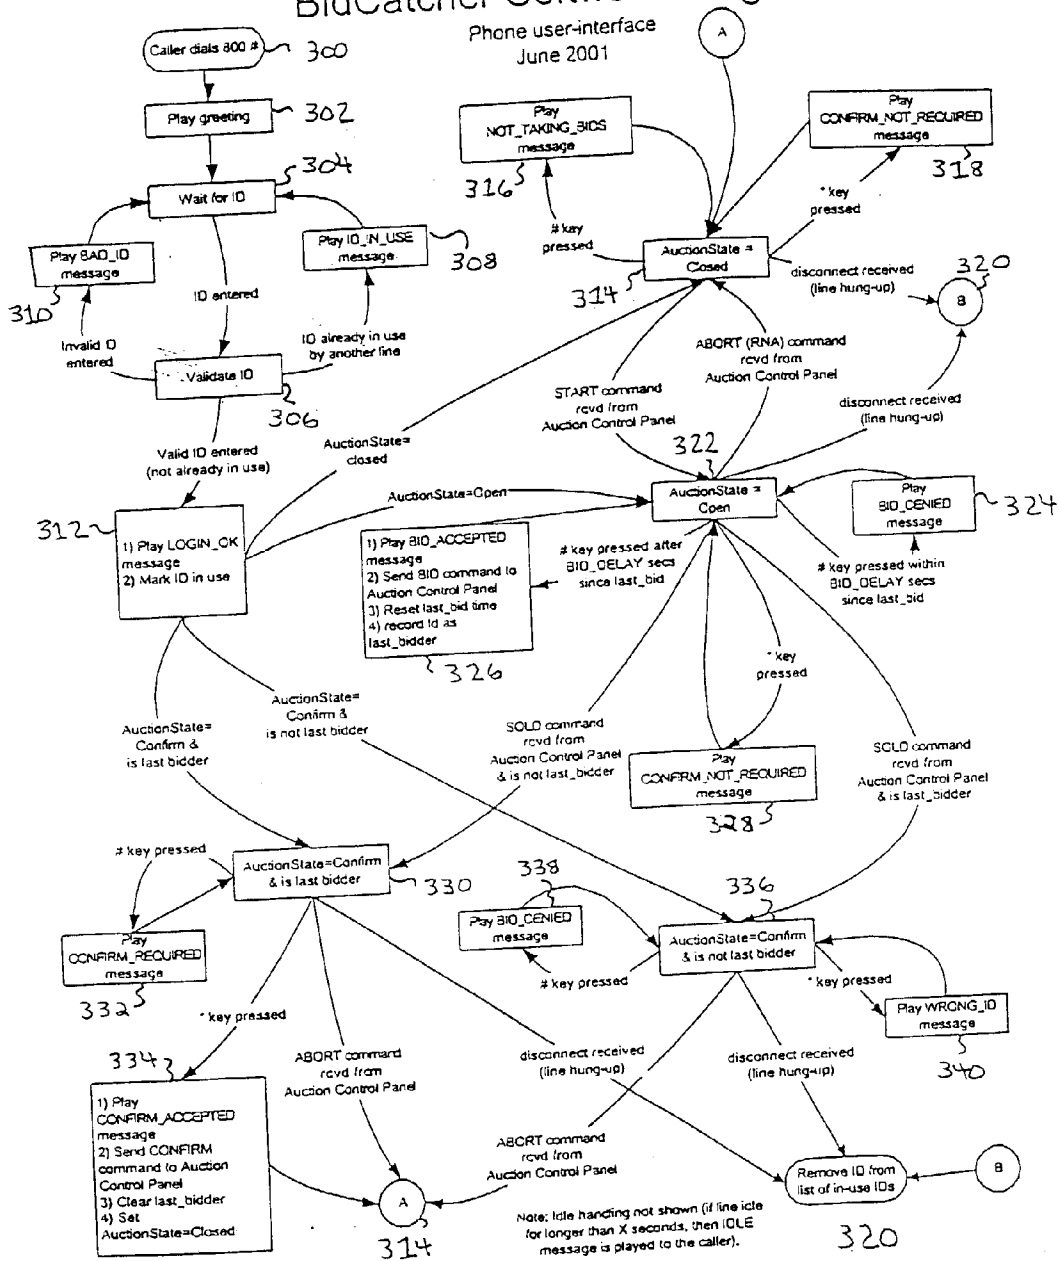 Phone user-interface
June 2001
A
Caller dials 800 #
300
Play greeting
302
304
Wait for ID
Play BAD_ID
message
310
Play ID_IN_USE
message
308
ID entered
Invalid ID
entered
ID already in use
by another line
Validate ID
306
Valid ID entered
(not already in use)
Play
NOT_TAKING_BIDS
message
316
Play
CONFIRM_NOT_REQUIRED
message
318
# key
pressed
* key
pressed
AuctionState =
Closed
314
disconnect received
(line hung-up)
320
B
ABORT (RNA) command
rcvd from
Auction Control Panel
START command
rcvd from
Auction Control Panel
disconnect received
(line hung-up)
AuctionState=
closed
322
AuctionState=Open
AuctionState =
Open
Play
BID_DENIED
message
324
312
1) Play LOGIN_OK
message
2) Mark ID in use
1) Play BID_ACCEPTED
message
2) Send BID command to
Auction Control Panel
3) Reset last_bid time
4) record id as
last_bidder
326
# key pressed after
BID_DELAY secs
since last_bid
# key pressed within
BID_DELAY secs
since last_bid
* key
pressed
AuctionState=
Confirm &
is last bidder
AuctionState=
Confirm &
is not last bidder
SOLD command
rcvd from
Auction Control Panel
& is not last_bidder
Play
CONFIRM_NOT_REQUIRED
message
328
SOLD command
rcvd from
Auction Control Panel
& is last_bidder
# key pressed
AuctionState=Confirm
& is last bidder
330
338
Play BID_DENIED
message
# key pressed
336
AuctionState=Confirm
& is not last bidder
* key pressed
Play WRONG_ID
message
340
Play
CONFIRM_REQUIRED
message
332
* key pressed
334
1) Play
CONFIRM_ACCEPTED
message
2) Send CONFIRM
command to Auction
Control Panel
3) Clear last_bidder
4) Set
AuctionState=Closed
ABORT command
rcvd from
Auction Control Panel
disconnect received
(line hung-up)
disconnect received
(line hung-up)
ABORT command
rcvd from
Auction Control Panel
A
314
Remove ID from
list of in-use IDs
320
B
Note: Idle handing not shown (if line idle
for longer than X seconds, then IDLE
message is played to the caller).